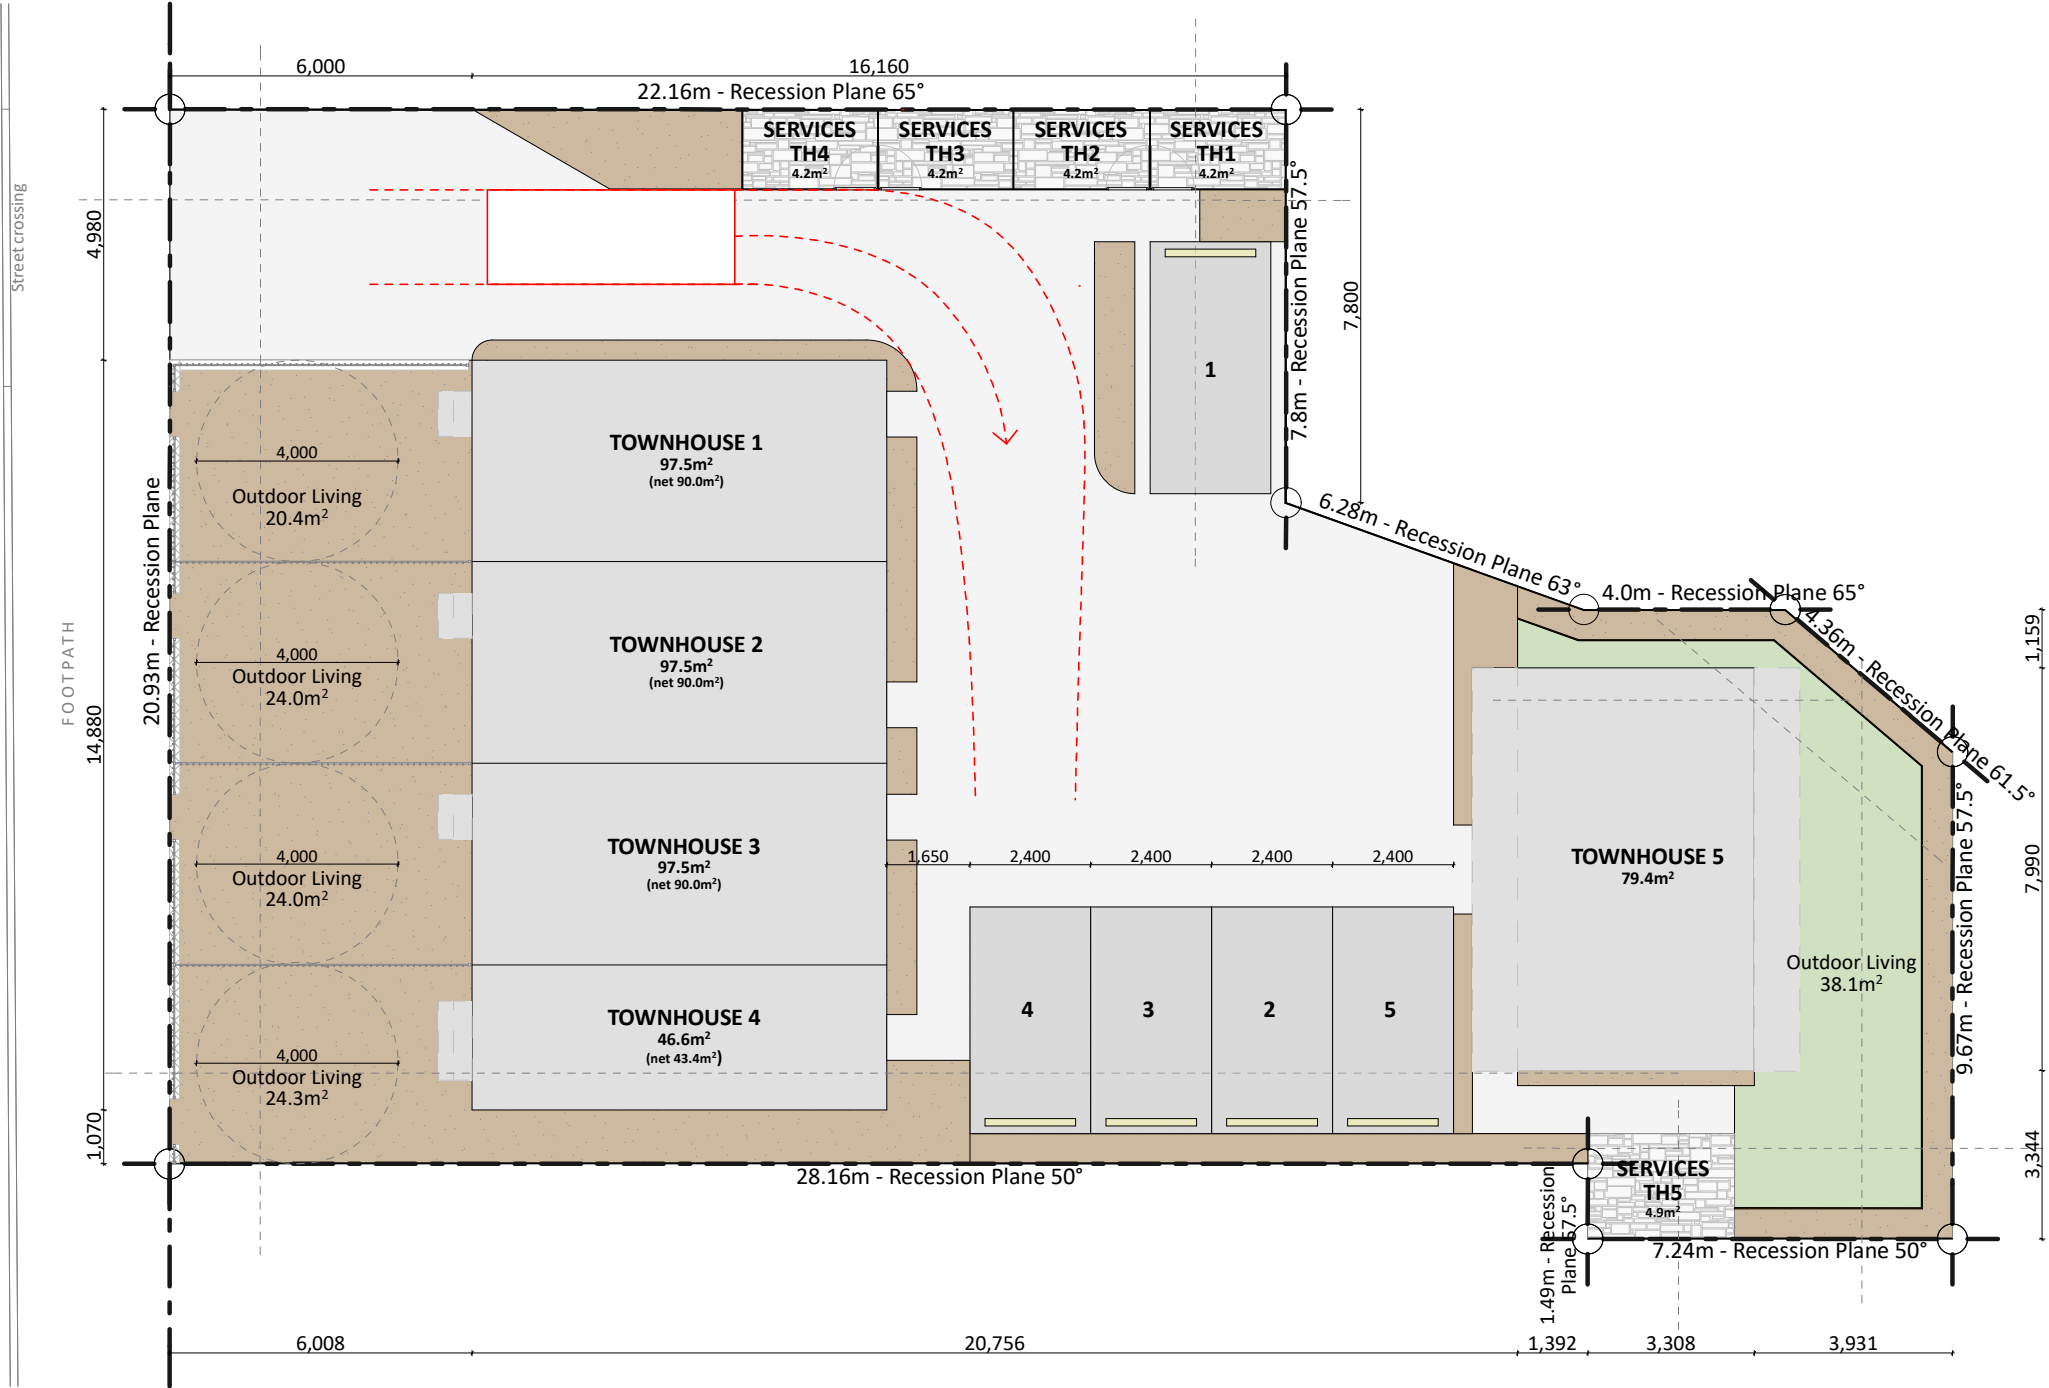 6,000
16,160
22.16m - Recession Plane 65°
SERVICES
TH4
4.2m²
SERVICES
TH3
4.2m²
SERVICES
TH2
4.2m²
SERVICES
TH1
4.2m²
Street crossing
4,980
7.8m - Recession Plane 57.5°
7,800
1
TOWNHOUSE 1
97.5m²
(net 90.0m²)
4,000
Outdoor Living
20.4m²
20.93m - Recession Plane
FOOTPATH
6.28m - Recession Plane 63°
4.0m - Recession Plane 65°
4.36m - Recession Plane 61.5°
1,159
TOWNHOUSE 2
97.5m²
(net 90.0m²)
4,000
Outdoor Living
24.0m²
14,880
TOWNHOUSE 3
97.5m²
(net 90.0m²)
4,000
Outdoor Living
24.0m²
1,650
2,400
2,400
2,400
2,400
TOWNHOUSE 5
79.4m²
9.67m - Recession Plane 57.5°
7,990
Outdoor Living
38.1m²
4
3
2
5
TOWNHOUSE 4
46.6m²
(net 43.4m²)
4,000
Outdoor Living
24.3m²
1,070
28.16m - Recession Plane 50°
1.49m - Recession
Plane 57.5°
SERVICES
TH5
4.9m²
3,344
7.24m - Recession Plane 50°
6,008
20,756
1,392
3,308
3,931